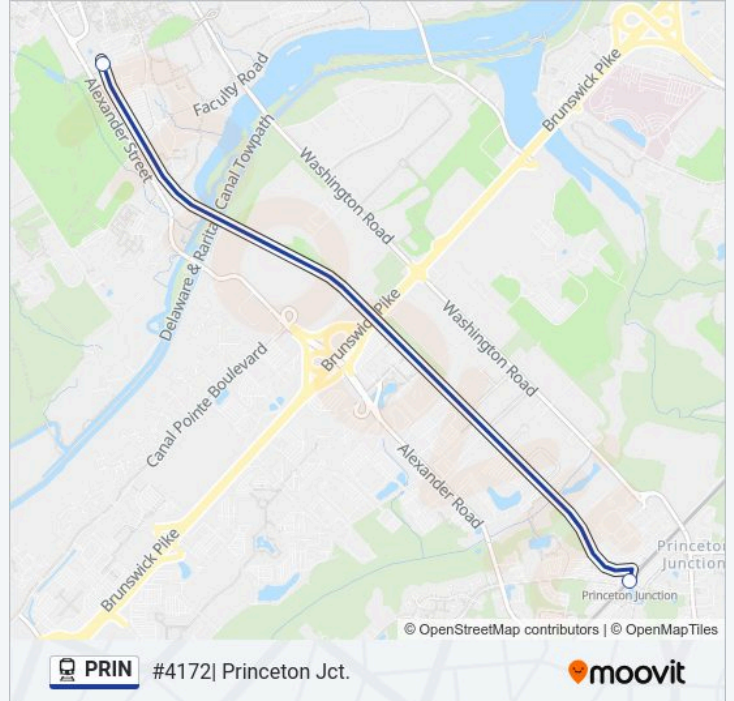 Faculty Road
Brunswick Pike
Alexander Street
Delaware & Raritan Canal Towpath
Washington Road
Brunswick Pike
Washington Road
Canal Pointe Boulevard
Alexander Road
Brunswick Pike
Princeton
Junction
Princeton Junction
© OpenStreetMap contributors | © OpenMapTiles
PRIN #4172| Princeton Jct.
moovit